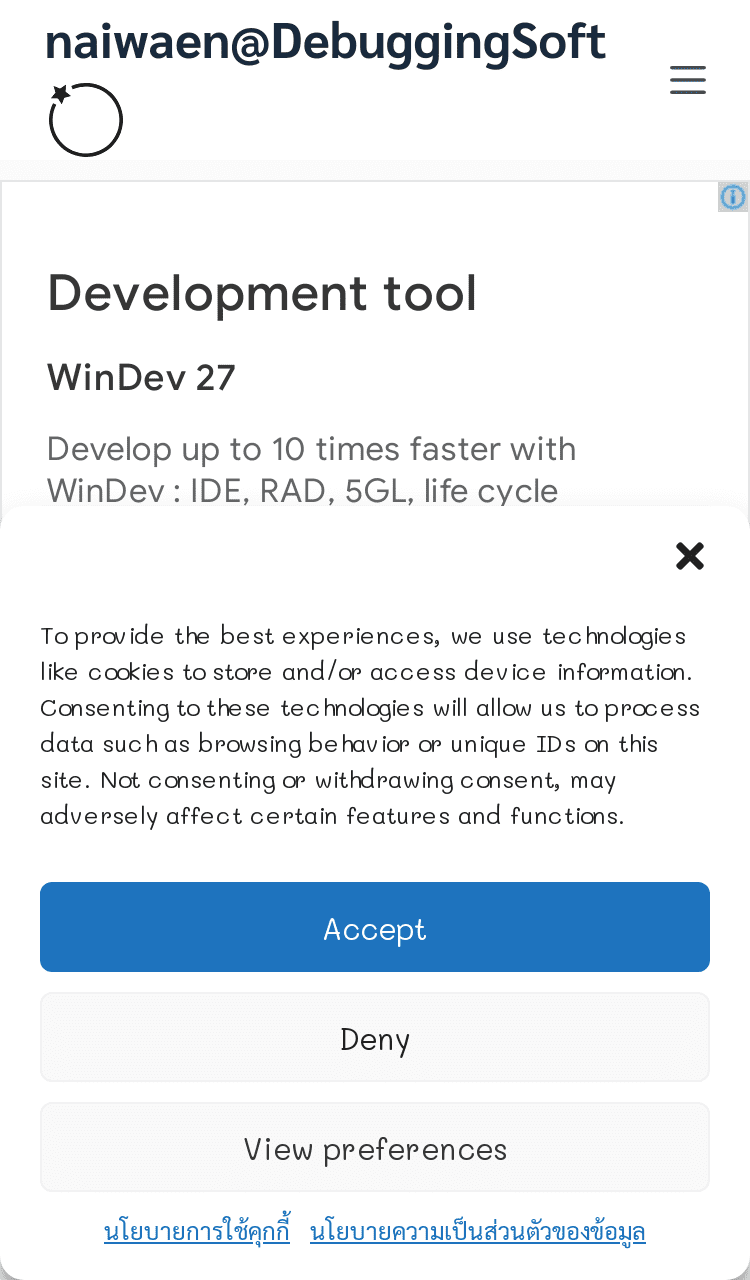 naiwaen@DebuggingSoft
Development tool
WinDev 27
Develop up to 10 times faster with
WinDev : IDE, RAD, 5GL, life cycle
To provide the best experiences, we use technologies
like cookies to store and/or access device information.
Consenting to these technologies will allow us to process
data such as browsing behavior or unique IDs on this
site. Not consenting or withdrawing consent, may
adversely affect certain features and functions.
Accept
Deny
View preferences
นโยบายการใช้คุกกี้ นโยบายความเป็นส่วนตัวของข้อมูล